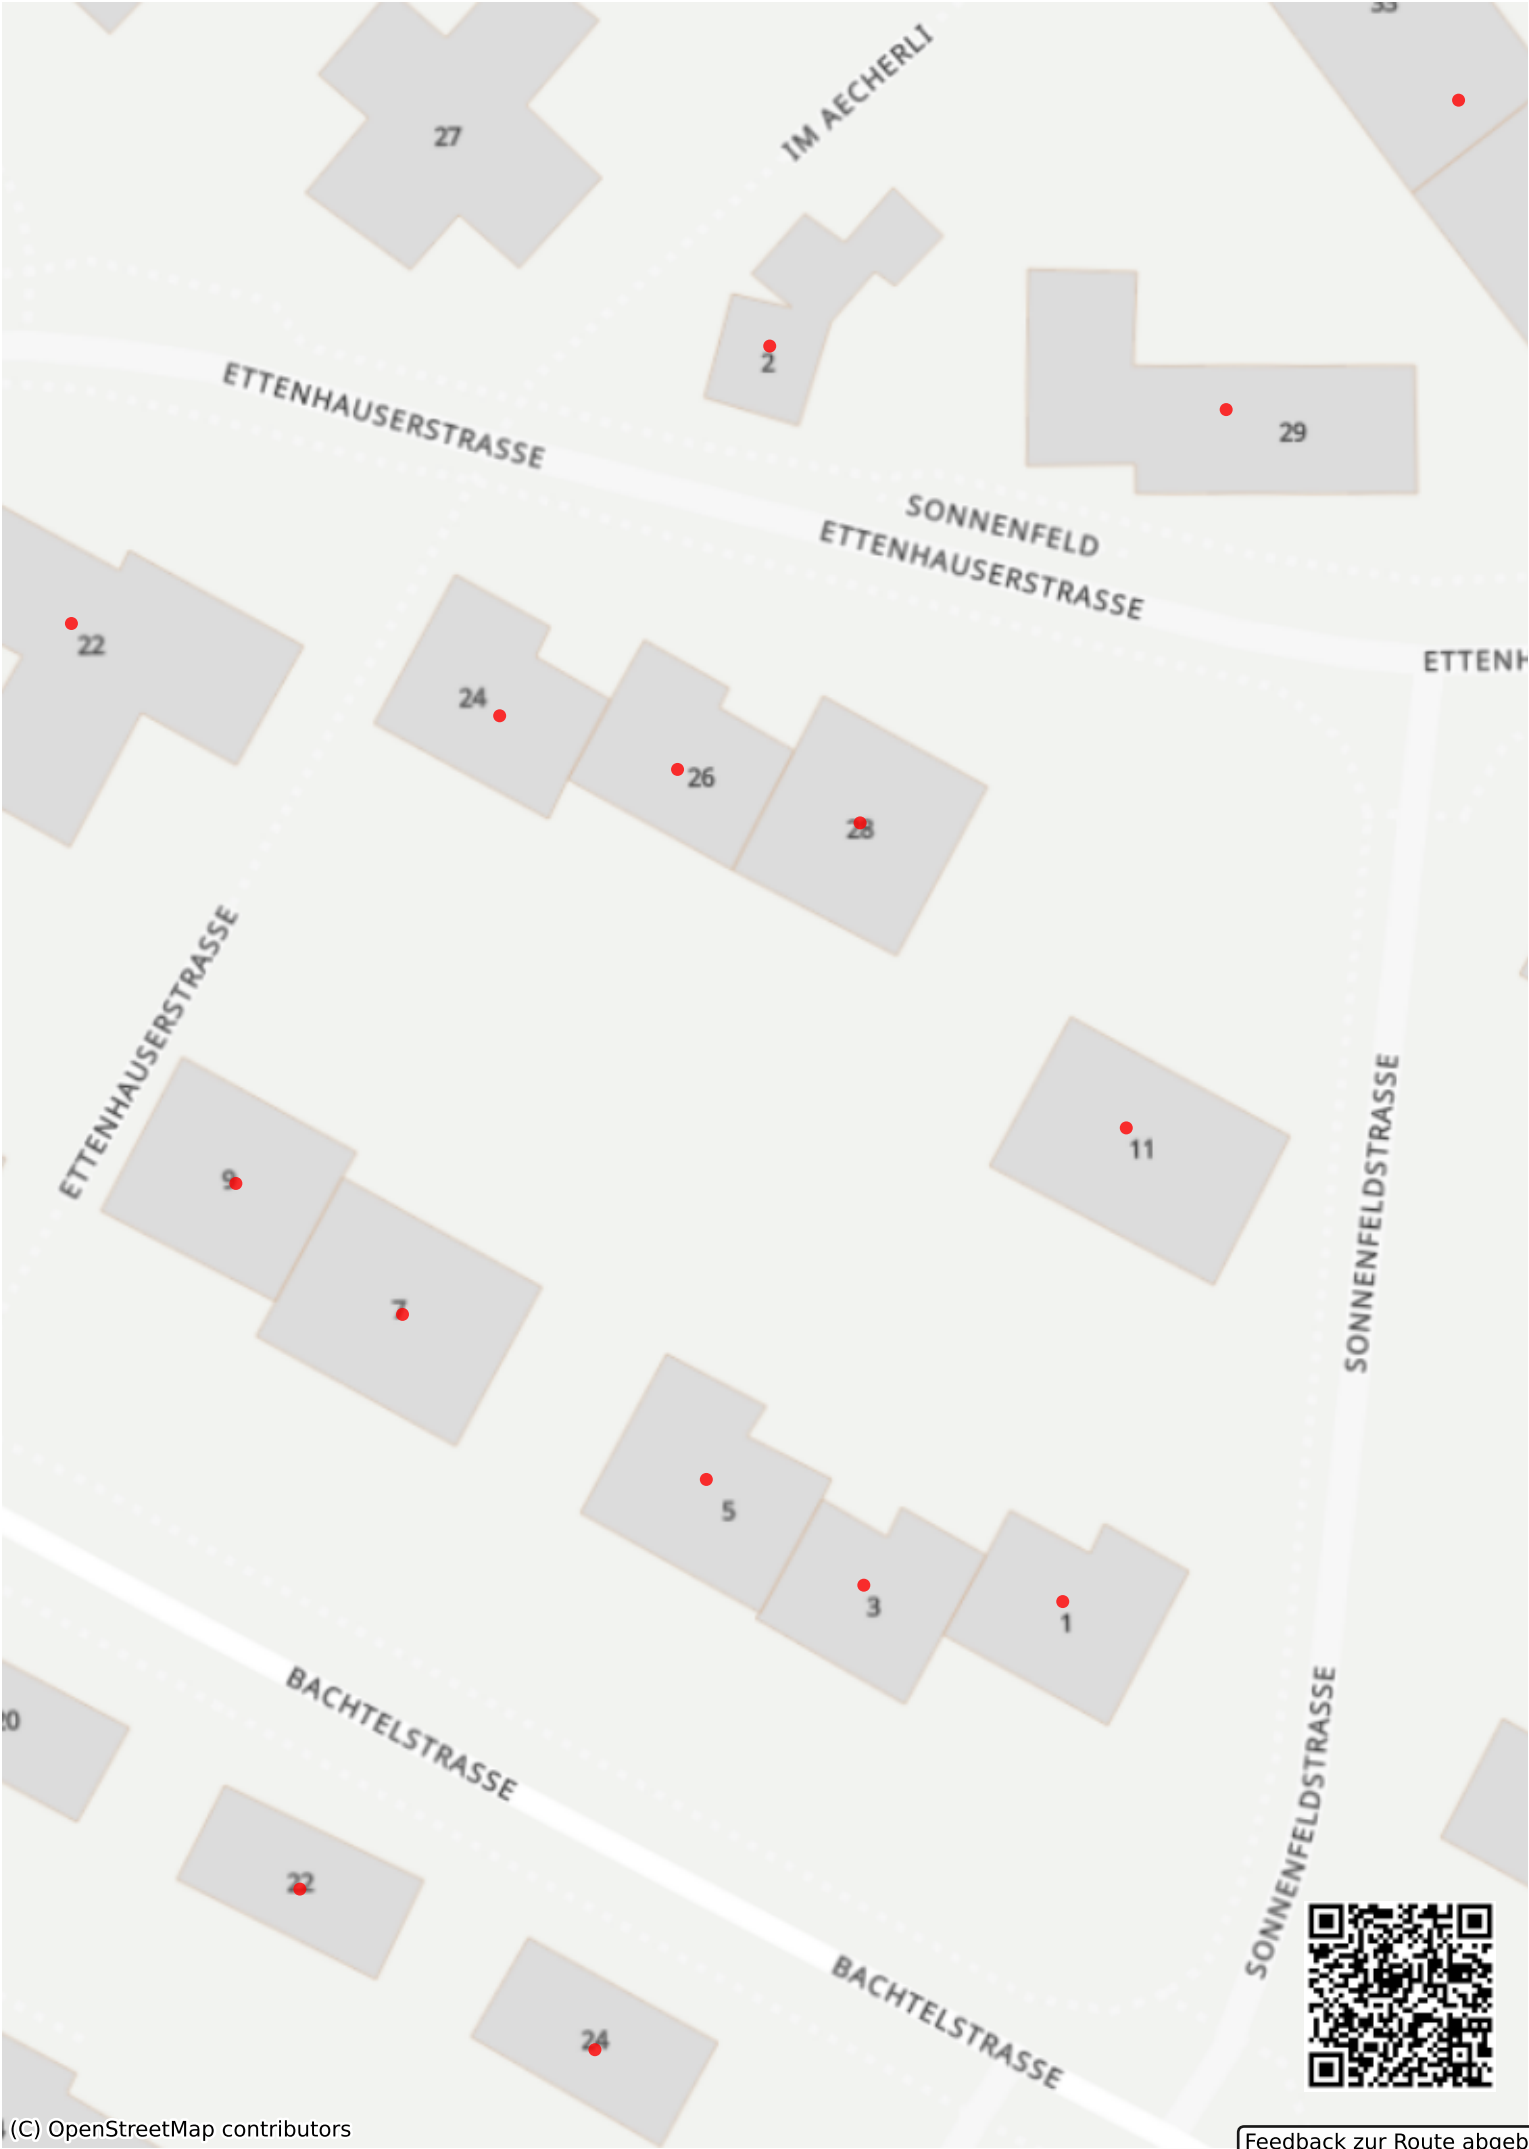 27
IM AECHERLI
2
29
ETTENHAUSERSTRASSE
SONNENFELD
ETTENHAUSERSTRASSE
ETTENH
22
24
26
28
ETTENHAUSERSTRASSE
11
SONNENFELDSTRASSE
9
7
5
3
1
20
BACHTELSTRASSE
SONNENFELDSTRASSE
22
24
BACHTELSTRASSE
(C) OpenStreetMap contributors
Feedback zur Route abgeb